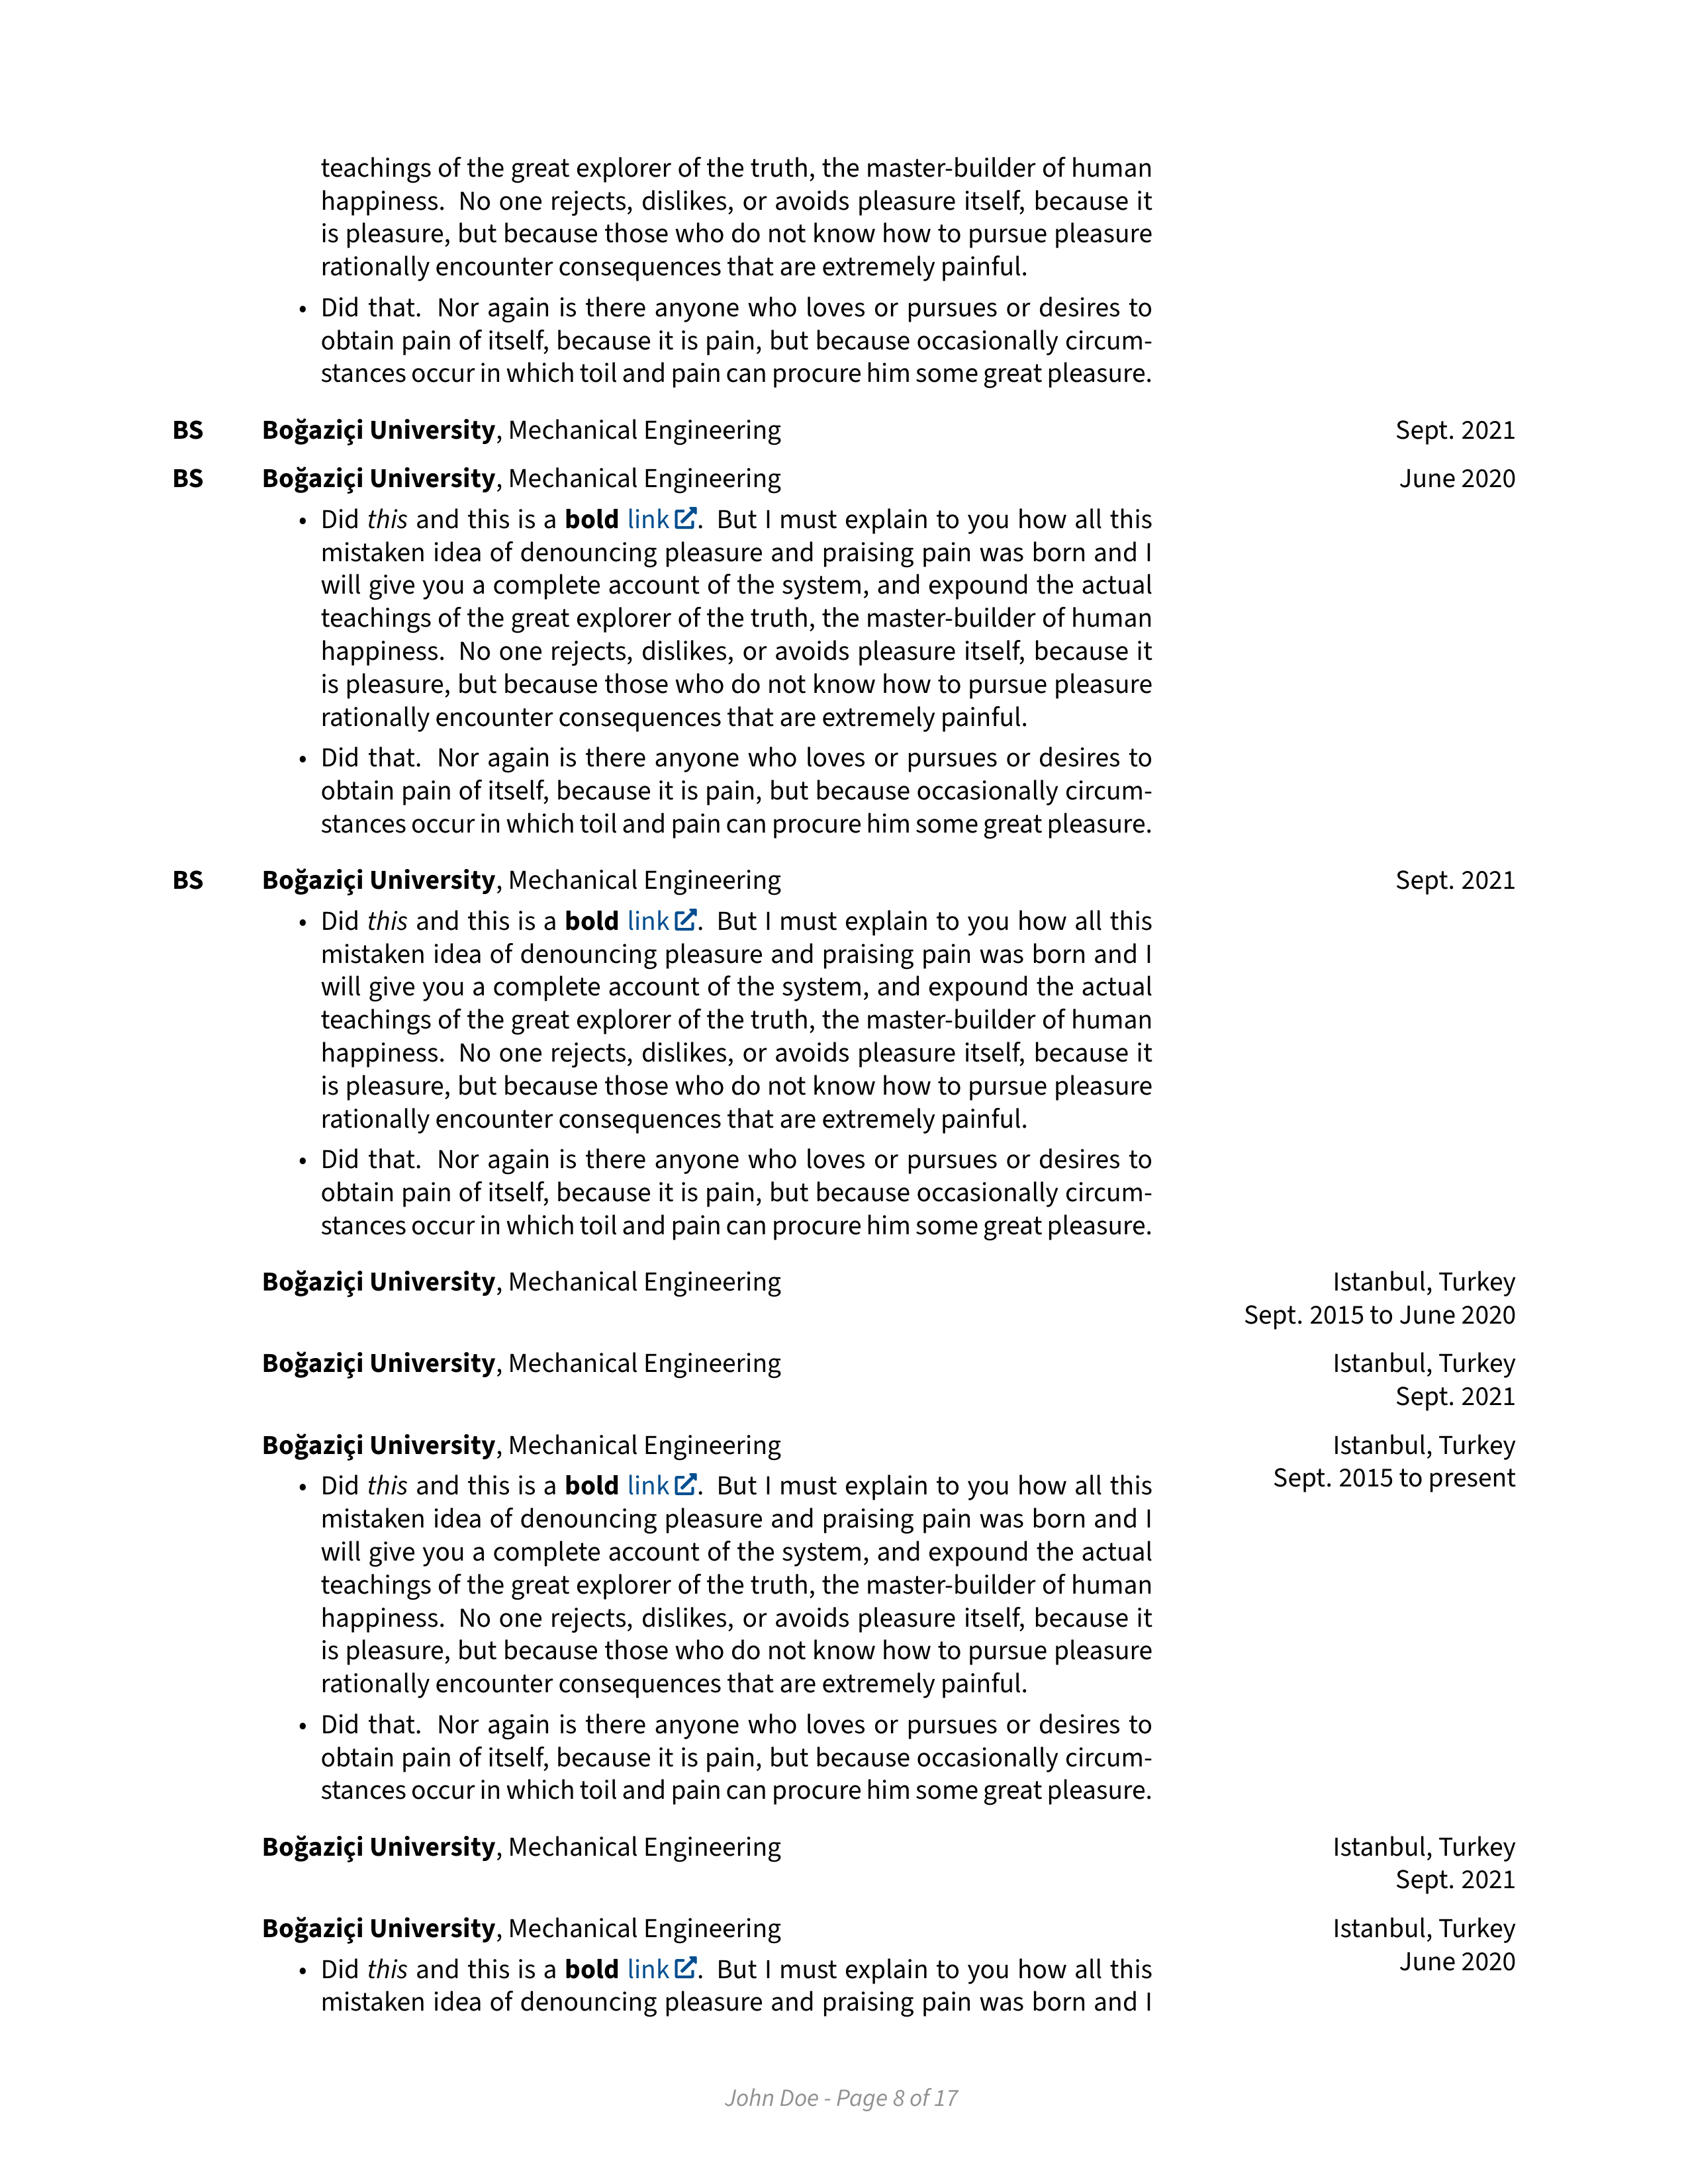 teachings of the great explorer of the truth, the master-builder of human
happiness. No one rejects, dislikes, or avoids pleasure itself, because it
is pleasure, but because those who do not know how to pursue pleasure
rationally encounter consequences that are extremely painful.
• Did that. Nor again is there anyone who loves or pursues or desires to
obtain pain of itself, because it is pain, but because occasionally circum-
stances occur in which toil and pain can procure him some great pleasure.
BS Boğaziçi University, Mechanical Engineering Sept. 2021
BS Boğaziçi University, Mechanical Engineering June 2020
• Did this and this is a bold link. But I must explain to you how all this
mistaken idea of denouncing pleasure and praising pain was born and I
will give you a complete account of the system, and expound the actual
teachings of the great explorer of the truth, the master-builder of human
happiness. No one rejects, dislikes, or avoids pleasure itself, because it
is pleasure, but because those who do not know how to pursue pleasure
rationally encounter consequences that are extremely painful.
• Did that. Nor again is there anyone who loves or pursues or desires to
obtain pain of itself, because it is pain, but because occasionally circum-
stances occur in which toil and pain can procure him some great pleasure.
BS Boğaziçi University, Mechanical Engineering Sept. 2021
• Did this and this is a bold link. But I must explain to you how all this
mistaken idea of denouncing pleasure and praising pain was born and I
will give you a complete account of the system, and expound the actual
teachings of the great explorer of the truth, the master-builder of human
happiness. No one rejects, dislikes, or avoids pleasure itself, because it
is pleasure, but because those who do not know how to pursue pleasure
rationally encounter consequences that are extremely painful.
• Did that. Nor again is there anyone who loves or pursues or desires to
obtain pain of itself, because it is pain, but because occasionally circum-
stances occur in which toil and pain can procure him some great pleasure.
Boğaziçi University, Mechanical Engineering Istanbul, Turkey
Sept. 2015 to June 2020
Boğaziçi University, Mechanical Engineering Istanbul, Turkey
Sept. 2021
Boğaziçi University, Mechanical Engineering Istanbul, Turkey
Sept. 2015 to present
• Did this and this is a bold link. But I must explain to you how all this
mistaken idea of denouncing pleasure and praising pain was born and I
will give you a complete account of the system, and expound the actual
teachings of the great explorer of the truth, the master-builder of human
happiness. No one rejects, dislikes, or avoids pleasure itself, because it
is pleasure, but because those who do not know how to pursue pleasure
rationally encounter consequences that are extremely painful.
• Did that. Nor again is there anyone who loves or pursues or desires to
obtain pain of itself, because it is pain, but because occasionally circum-
stances occur in which toil and pain can procure him some great pleasure.
Boğaziçi University, Mechanical Engineering Istanbul, Turkey
Sept. 2021
Boğaziçi University, Mechanical Engineering Istanbul, Turkey
June 2020
• Did this and this is a bold link. But I must explain to you how all this
mistaken idea of denouncing pleasure and praising pain was born and I
John Doe - Page 8 of 17